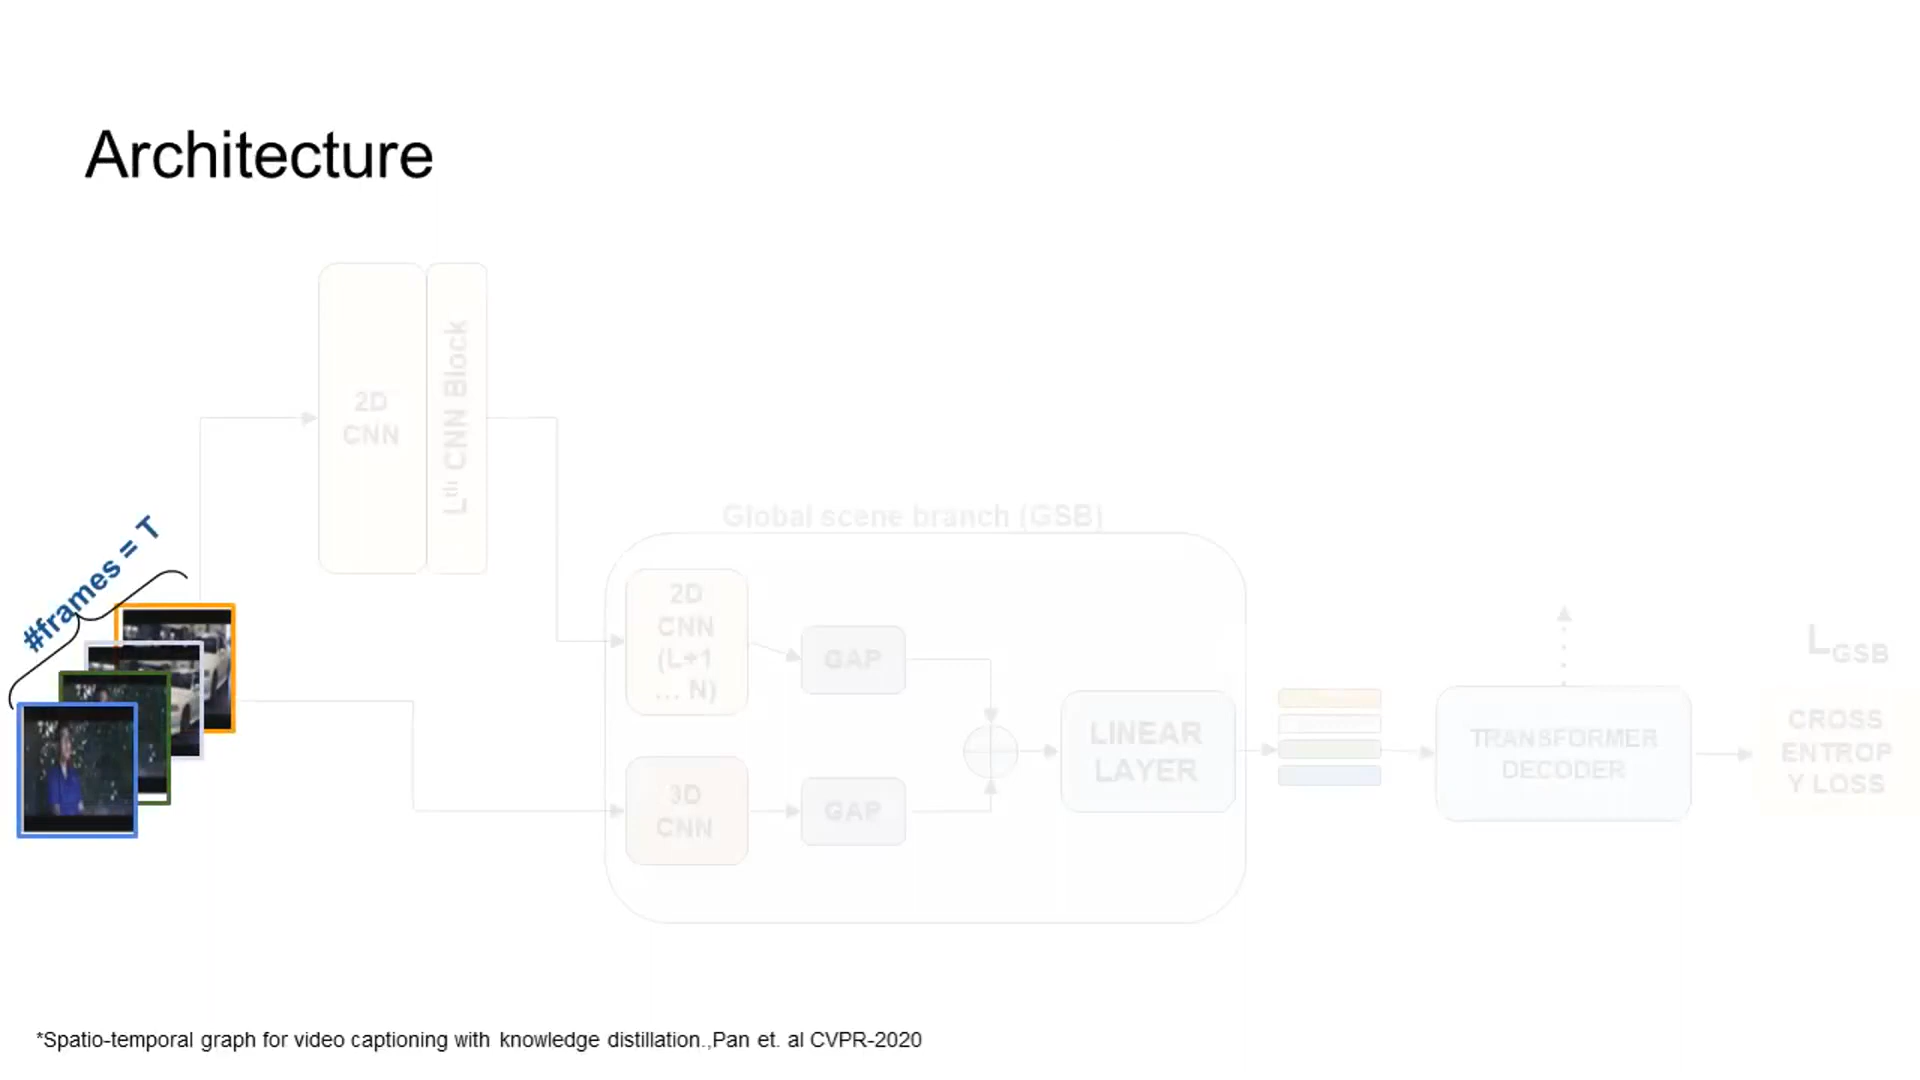 Architecture
2D
CNN
Lth CNN Block
#frames = T
Global scene branch (GSB)
2D
CNN
(L+1
... N)
GAP
3D
CNN
GAP
LINEAR
LAYER
TRANSFORMER
DECODER
LGSB
CROSS
ENTROP
Y LOSS
*Spatio-temporal graph for video captioning with knowledge distillation.,Pan et. al CVPR-2020